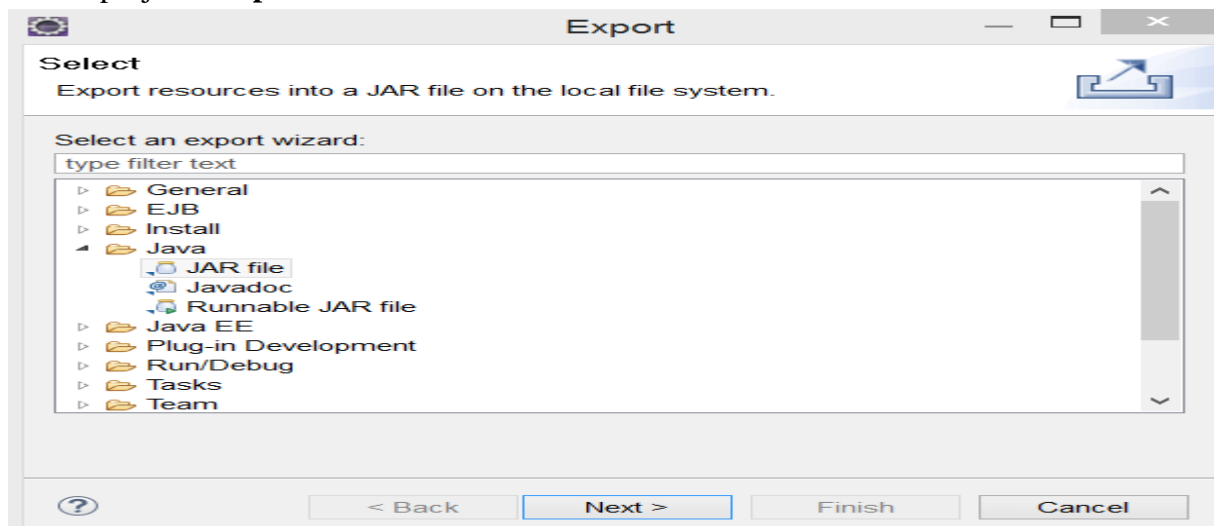 Export
Select
Export resources into a JAR file on the local file system.
Select an export wizard:
type filter text
General
EJB
Install
Java
JAR file
Javadoc
Runnable JAR file
Java EE
Plug-in Development
Run/Debug
Tasks
Team
< Back Next > Finish Cancel